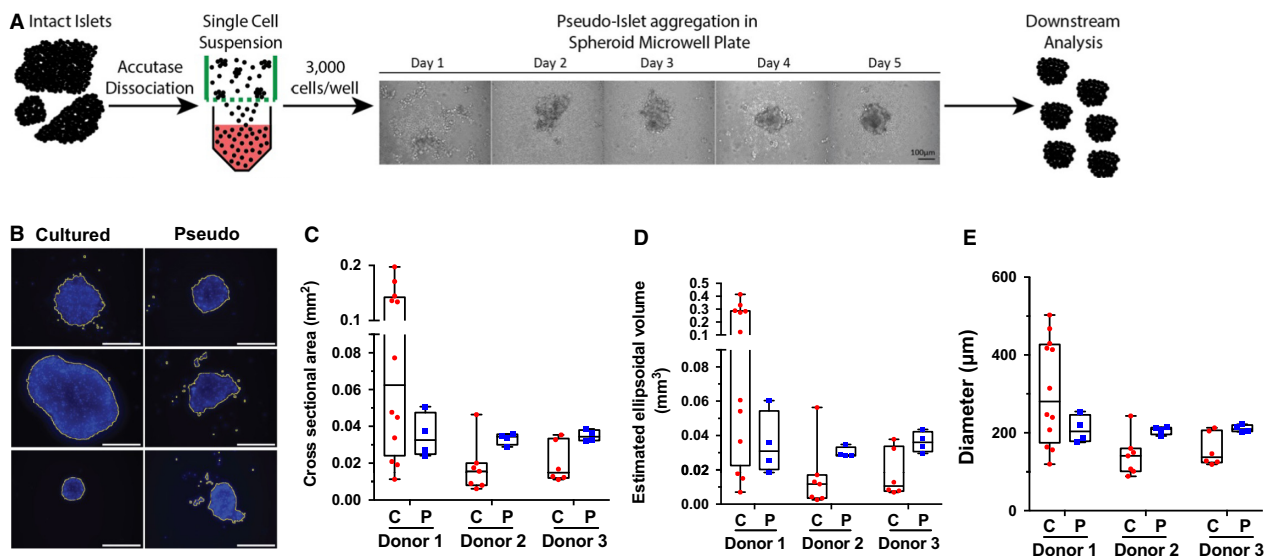 A
Intact Islets
Single Cell
Suspension
Pseudo-Islet aggregation in
Spheroid Microwell Plate
Downstream
Analysis
Accutase
Dissociation
3,000
cells/well
Day 1
Day 2
Day 3
Day 4
Day 5
100µm
B
Cultured
Pseudo
C
Cross sectional area (mm²)
0.2
0.1
0.08
0.06
0.04
0.02
0.00
C P C P C P
Donor 1 Donor 2 Donor 3
D
Estimated ellipsoidal volume
(mm³)
0.5
0.4
0.3
0.2
0.1
0.08
0.06
0.04
0.02
0.00
C P C P C P
Donor 1 Donor 2 Donor 3
E
Diameter (µm)
600
400
200
0
C P C P C P
Donor 1 Donor 2 Donor 3